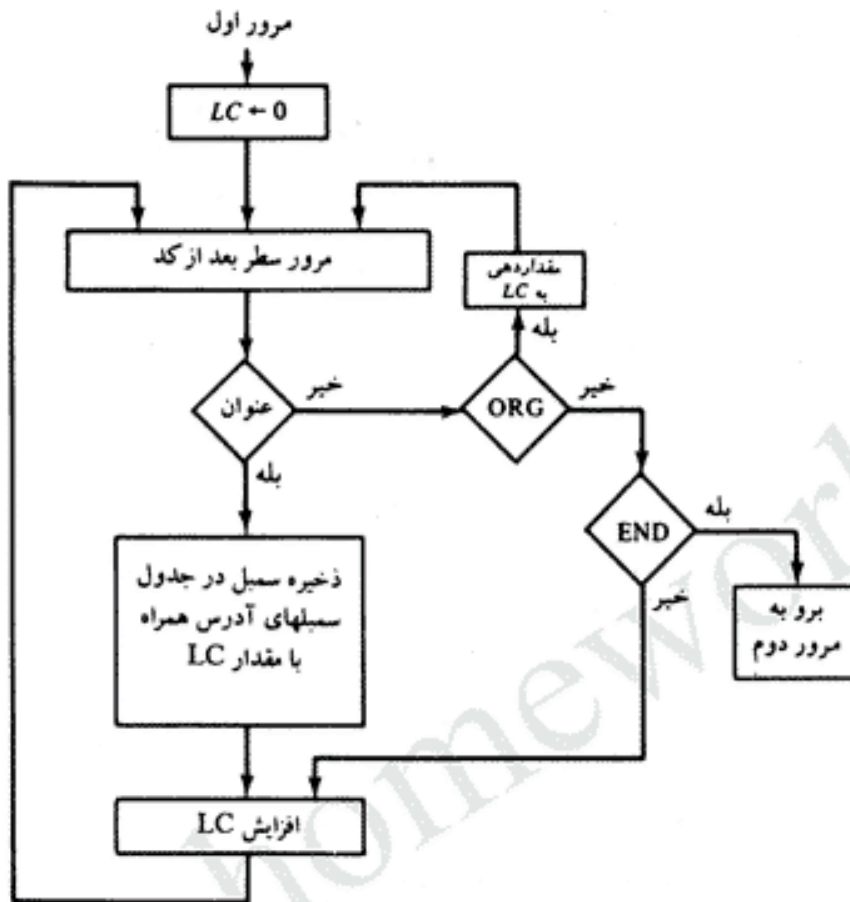 مرور اول
LC ← 0
مرور سطر بعد از کد
مقداردهی
به LC
بله
عنوان
خیر
ORG
خیر
بله
END
بله
خیر
ذخیره سمبل در جدول
سمبلهای آدرس همراه
با مقدار LC
برو به
مرور دوم
افزایش LC
homework